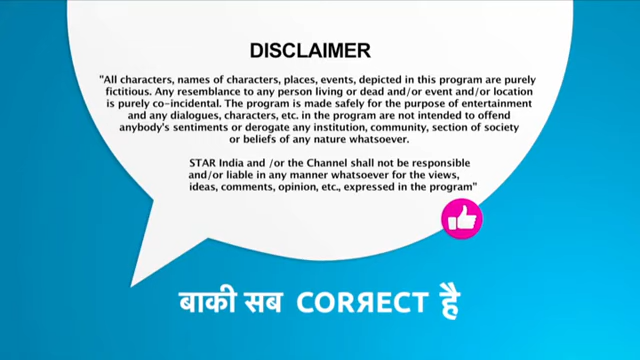 DISCLAIMER
"All characters, names of characters, places, events, depicted in this program are purely
fictitious. Any resemblance to any person living or dead and/or event and/or location
is purely co-incidental. The program is made safely for the purpose of entertainment
and any dialogues, characters, etc. in the program are not intended to offend
anybody's sentiments or derogate any institution, community, section of society
or beliefs of any nature whatsoever.
STAR India and /or the Channel shall not be responsible
and/or liable in any manner whatsoever for the views,
ideas, comments, opinion, etc., expressed in the program"
बाकी सब CORЯECT है